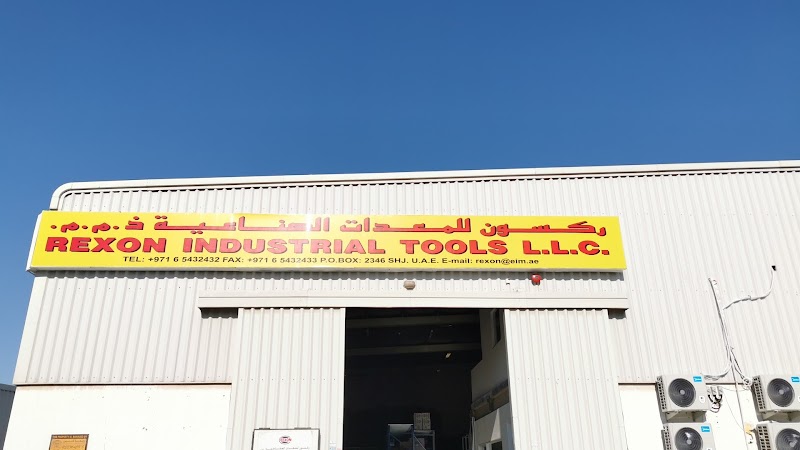 ركسون للمعدات الصناعية ذ.م.م.
REXON INDUSTRIAL TOOLS L.L.C.
TEL: +971 6 5432432 FAX: +971 6 5432433 P.O.BOX: 2346 SHJ. U.A.E. E-mail: rexon@eim.ae